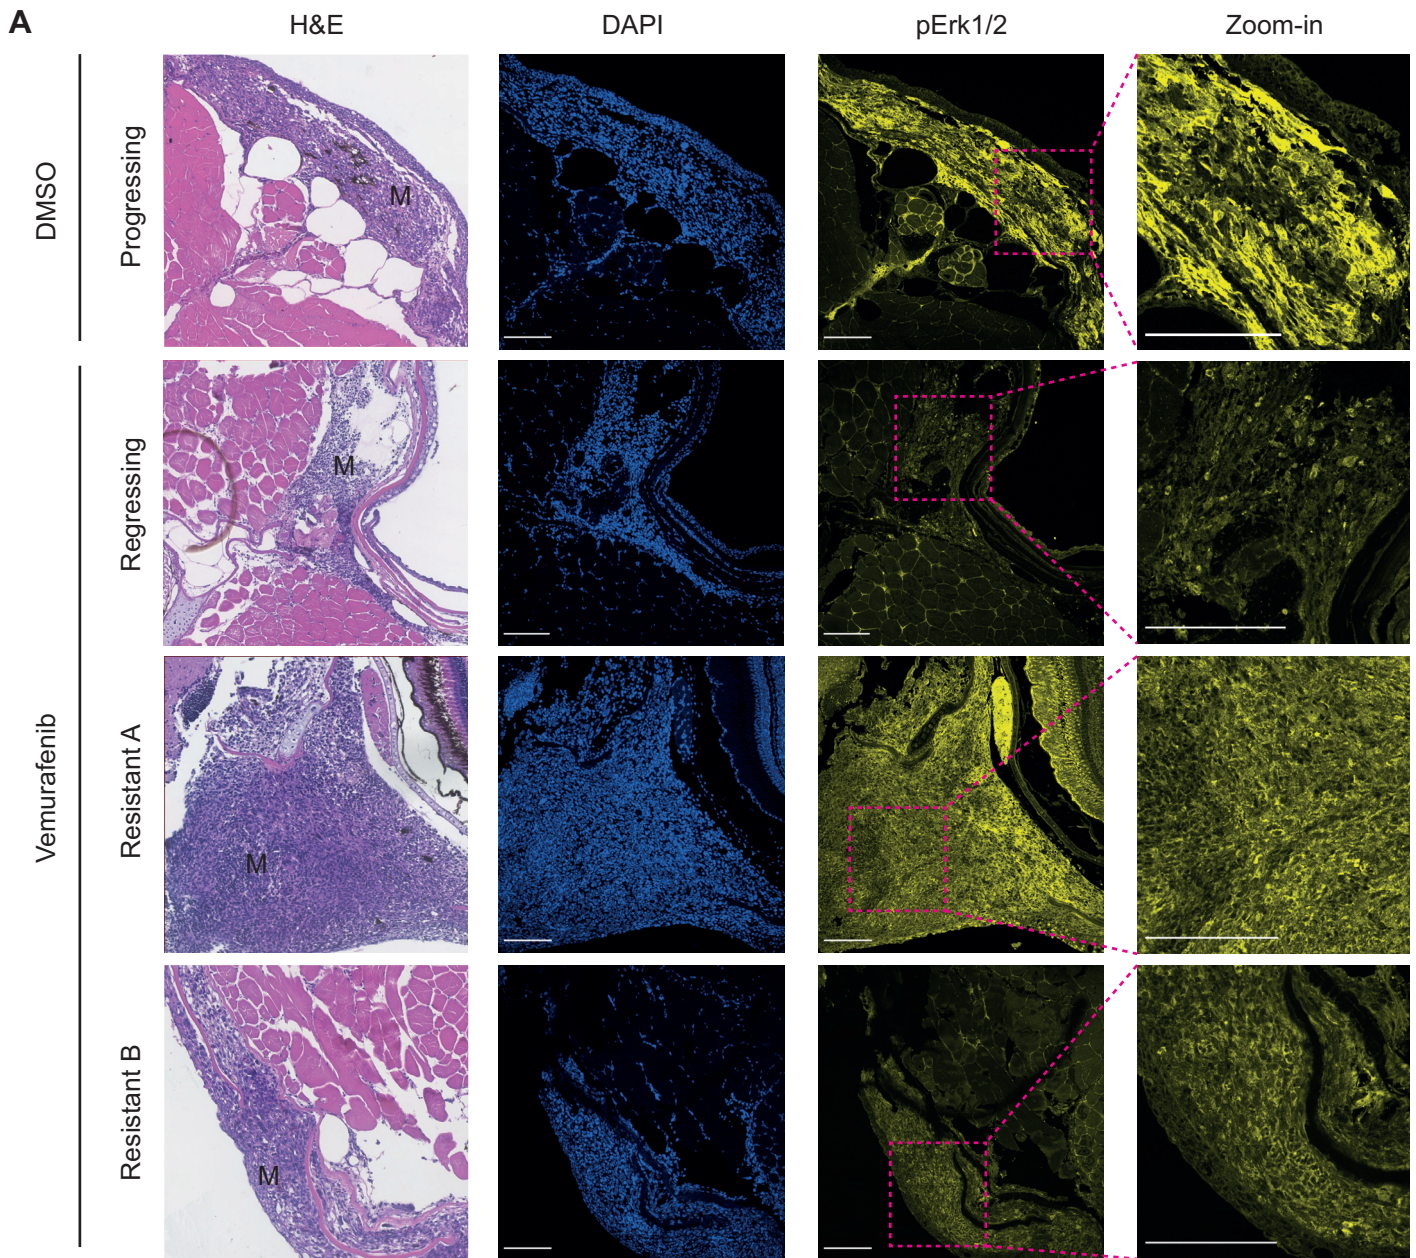 A
H&E
DAPI
pErk1/2
Zoom-in
DMSO
Progressing
M
Vemurafenib
Regressing
M
Resistant A
M
Resistant B
M